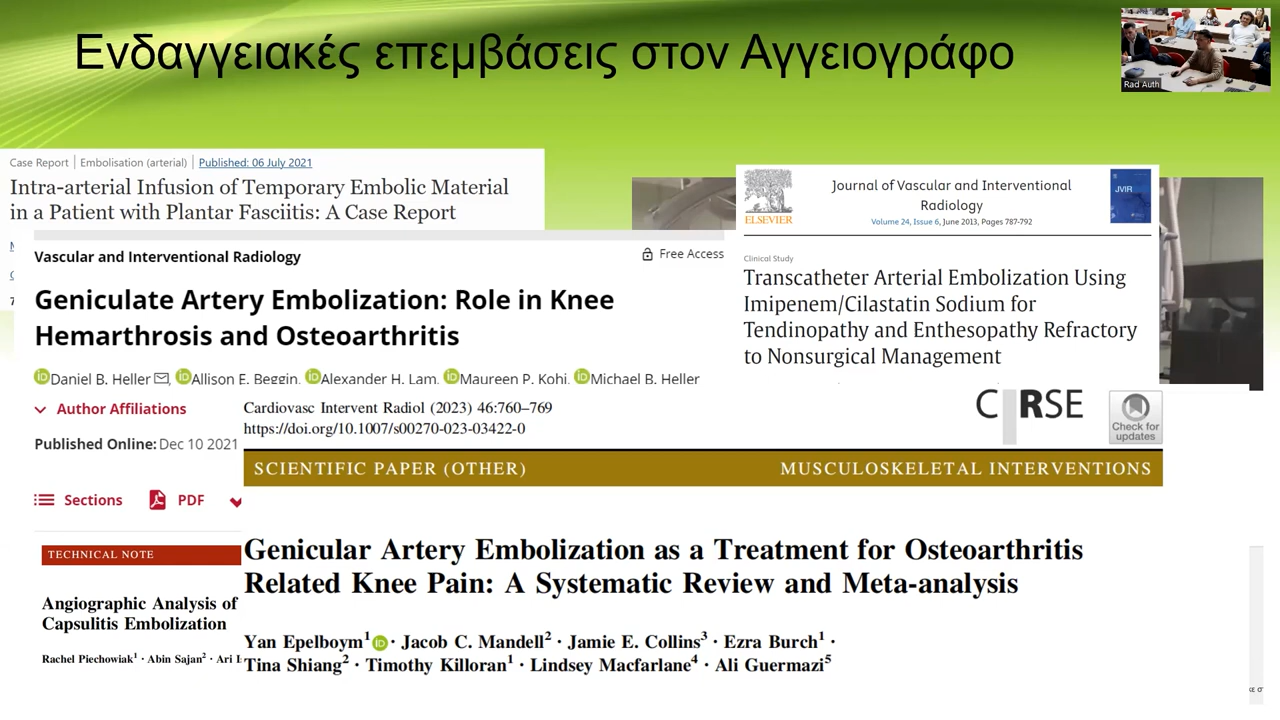 Ενδαγγειακές επεμβάσεις στον Αγγειογράφο
Rad Auth
Case Report | Embolisation (arterial) | Published: 06 July 2021
Intra-arterial Infusion of Temporary Embolic Material
in a Patient with Plantar Fasciitis: A Case Report
Vascular and Interventional Radiology
Free Access
Geniculate Artery Embolization: Role in Knee
Hemarthrosis and Osteoarthritis
Daniel B. Heller, Allison E. Beggin, Alexander H. Lam, Maureen P. Kohi, Michael B. Heller
Author Affiliations
Published Online: Dec 10 2021
Sections PDF
ELSEVIER
Journal of Vascular and Interventional
Radiology
Volume 24, Issue 6, June 2013, Pages 787-792
JVIR
Clinical Study
Transcatheter Arterial Embolization Using
Imipenem/Cilastatin Sodium for
Tendinopathy and Enthesopathy Refractory
to Nonsurgical Management
TECHNICAL NOTE
Angiographic Analysis of
Capsulitis Embolization
Rachel Piechowiak1 · Abin Sajan2 · Ari
Cardiovasc Intervent Radiol (2023) 46:760–769
https://doi.org/10.1007/s00270-023-03422-0
CIRSE
Check for
updates
SCIENTIFIC PAPER (OTHER) MUSCULOSKELETAL INTERVENTIONS
Genicular Artery Embolization as a Treatment for Osteoarthritis
Related Knee Pain: A Systematic Review and Meta-analysis
Yan Epelboym1 · Jacob C. Mandell2 · Jamie E. Collins3 · Ezra Burch1 ·
Tina Shiang2 · Timothy Killoran1 · Lindsey Macfarlane4 · Ali Guermazi5